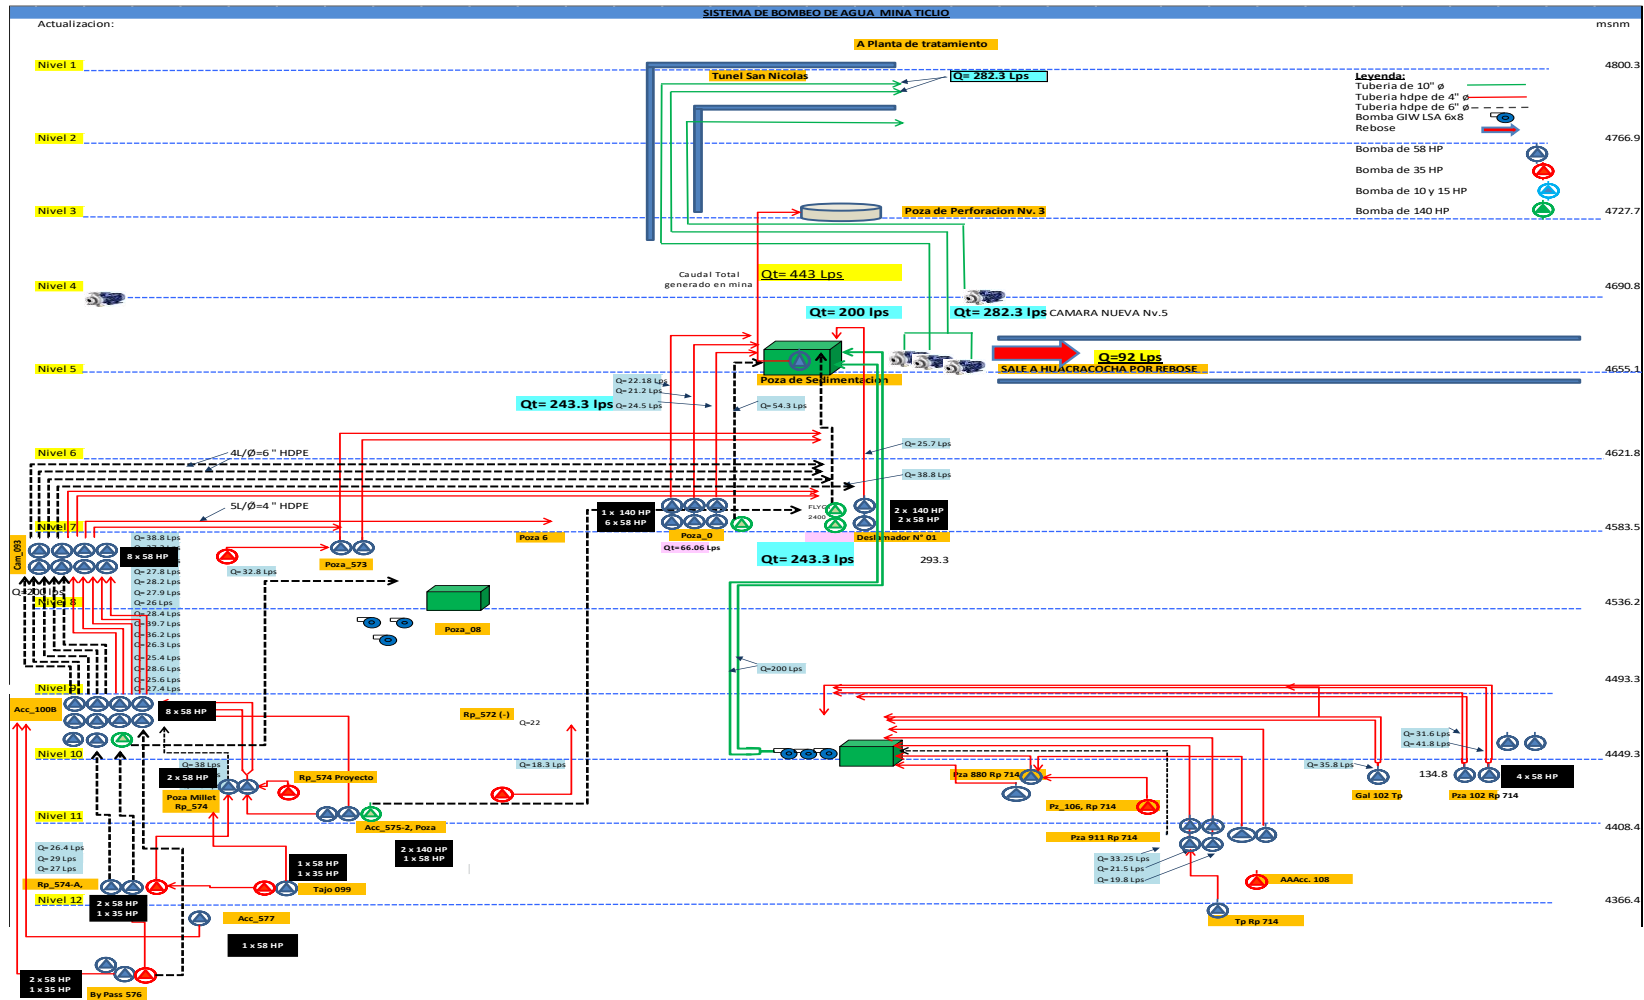 SISTEMA DE BOMBEO DE AGUA MINA TICLIO
Actualizacion:
msnm
A Planta de tratamiento
Nivel 1
4800.3
Tunel San Nicolas
Q= 282.3 Lps
Leyenda:
Tuberia de 10" ø
Tuberia hdpe de 4" ø
Tuberia hdpe de 6" ø
Bomba GIW LSA 6x8
Rebose
Bomba de 58 HP
Bomba de 35 HP
Bomba de 10 y 15 HP
Bomba de 140 HP
Nivel 2
4766.9
Nivel 3
Poza de Perforacion Nv. 3
4727.7
Caudal Total
generado en mina
Qt= 443 Lps
Nivel 4
4690.8
Qt= 200 lps
Qt= 282.3 lps
CAMARA NUEVA Nv.5
Q=92 Lps
Nivel 5
SALE A HUACRACOCHA POR REBOSE
4655.1
Poza de Sedimentacion
Q=22.18 Lps
Q=21.2 Lps
Q=24.5 Lps
Qt= 243.3 lps
Q=54.3 Lps
Q=25.7 Lps
Nivel 6
4L/Ø=6 " HDPE
4621.8
Q=38.8 Lps
5L/Ø=4 " HDPE
1 x 140 HP
6 x 58 HP
FLYG
2400
2 x 140 HP
2 x 58 HP
Nivel 7
4583.5
Poza 6
Poza_0
Deslamador N° 01
Qt=66.06 Lps
Qt= 243.3 lps
293.3
Cam_093
8 x 58 HP
Q=38.8 Lps
Q=27.8 Lps
Q=28.2 Lps
Q=27.9 Lps
Q=26 Lps
Q=28.4 Lps
Q=39.7 Lps
Q=36.2 Lps
Q=26.3 Lps
Q=25.4 Lps
Q=28.6 Lps
Q=25.6 Lps
Q=27.4 Lps
Poza_573
Q=32.8 Lps
Q=200 lps
Nivel 8
4536.2
Poza_08
Q=200 Lps
Nivel 9
4493.3
Acc_100B
8 x 58 HP
Rp_572 (-)
Q=22
Q=31.6 Lps
Q=41.8 Lps
Nivel 10
4449.3
Q=38 Lps
2 x 58 HP
Rp_574 Proyecto
Q=18.3 Lps
Poza Millet
Rp_574
Pza 880 Rp 714
Q=35.8 Lps
134.8
4 x 58 HP
Gal 102 Tp
Pza 102 Rp 714
Pz_106, Rp 714
Nivel 11
4408.4
Acc_575-2, Poza
Pza 911 Rp 714
2 x 140 HP
1 x 58 HP
Q=26.4 Lps
Q=29 Lps
Q=27 Lps
1 x 58 HP
1 x 35 HP
Q=33.25 Lps
Q=21.5 Lps
Q=19.8 Lps
Rp_574-A,
Tajo 099
AAAcc. 108
Nivel 12
4366.4
2 x 58 HP
1 x 35 HP
Acc_577
Tp Rp 714
1 x 58 HP
2 x 58 HP
1 x 35 HP
By Pass 576